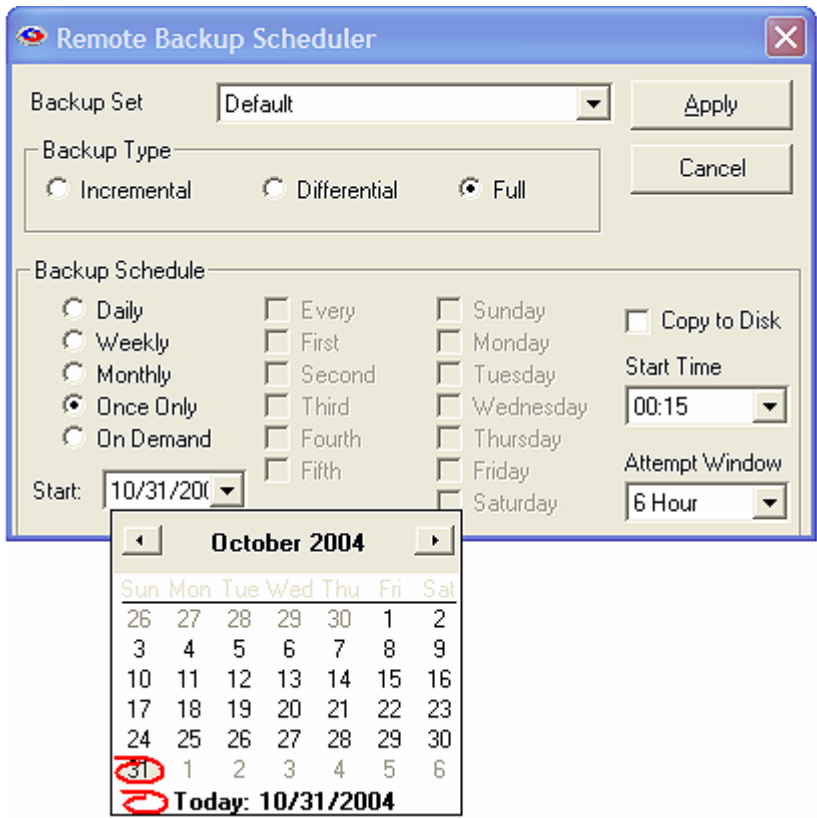 Remote Backup Scheduler
Backup Set Default Apply
Backup Type
Cancel
Incremental Differential Full
Backup Schedule
Daily Every Sunday Copy to Disk
Weekly First Monday
Monthly Second Tuesday Start Time
Once Only Third Wednesday 00:15
On Demand Fourth Thursday
Fifth Friday Attempt Window
Start: 10/31/200 Saturday 6 Hour
October 2004
Sun Mon Tue Wed Thu Fri Sat
26 27 28 29 30 1 2
3 4 5 6 7 8 9
10 11 12 13 14 15 16
17 18 19 20 21 22 23
24 25 26 27 28 29 30
31 1 2 3 4 5 6
Today: 10/31/2004